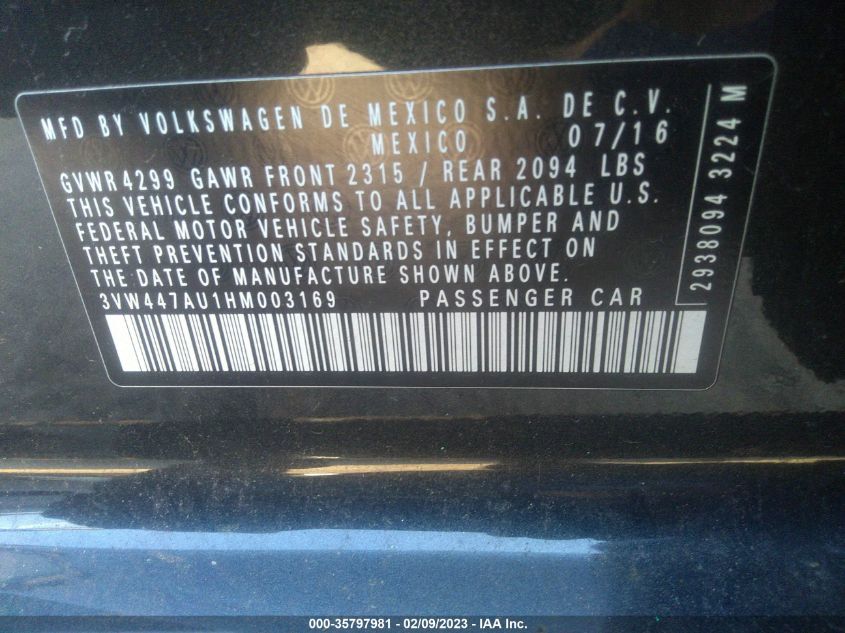 MFD BY VOLKSWAGEN DE MEXICO S.A. DE C.V.
MEXICO 07/16
GVWR 4299 GAWR FRONT 2315 / REAR 2094 LBS
THIS VEHICLE CONFORMS TO ALL APPLICABLE U.S.
FEDERAL MOTOR VEHICLE SAFETY, BUMPER AND
THEFT PREVENTION STANDARDS IN EFFECT ON
THE DATE OF MANUFACTURE SHOWN ABOVE.
3VW447AU1HM003169 PASSENGER CAR
2938094 3224 M
000-35797981 - 02/09/2023 - IAA Inc.